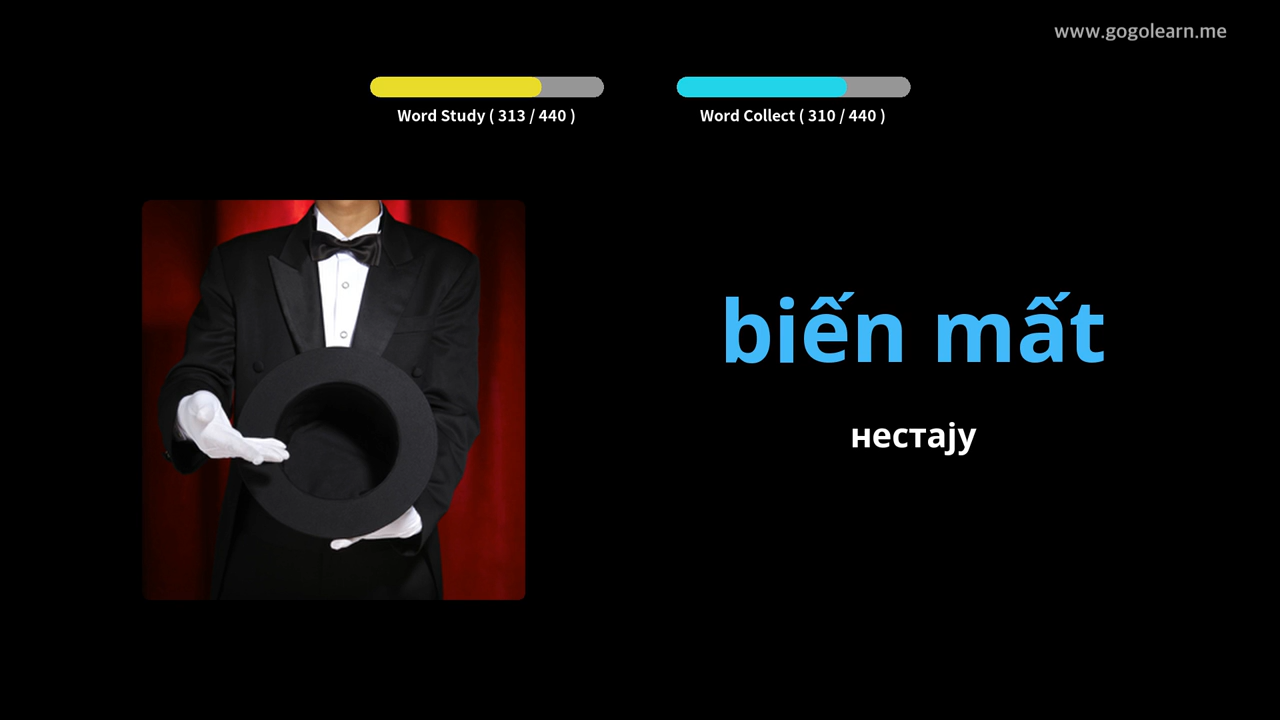 www.gogolearn.me
Word Study ( 313 / 440 )
Word Collect ( 310 / 440 )
biến mất
нестају